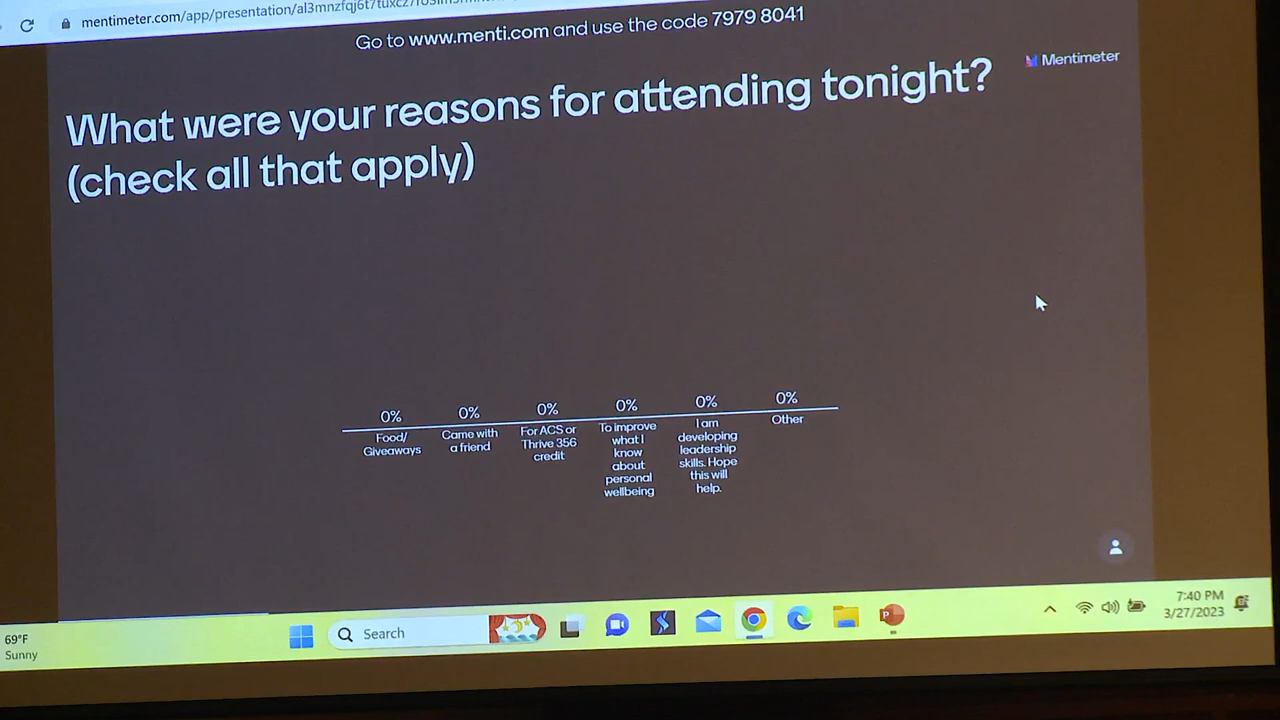 mentimeter.com/app/presentation/
Go to www.menti.com and use the code 7979 8041
Mentimeter
What were your reasons for attending tonight?
(check all that apply)
0%
0%
0%
0%
0%
0%
Food/
Giveaways
Came with
a friend
For ACS or
Thrive 356
credit
To improve
what I
know
about
personal
wellbeing
I am
developing
leadership
skills. Hope
this will
help.
Other
69°F
Sunny
Search
7:40 PM
3/27/2023